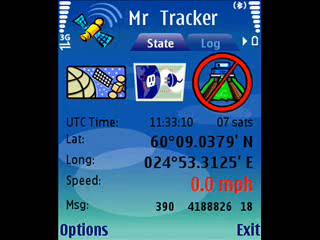 Mr Tracker
3G
State Log
UTC Time: 11:33:10 07 sats
Lat: 60°09.0379' N
Long: 024°53.3125' E
Speed: 0.0 mph
Msg: 390 4188826 18
Options Exit